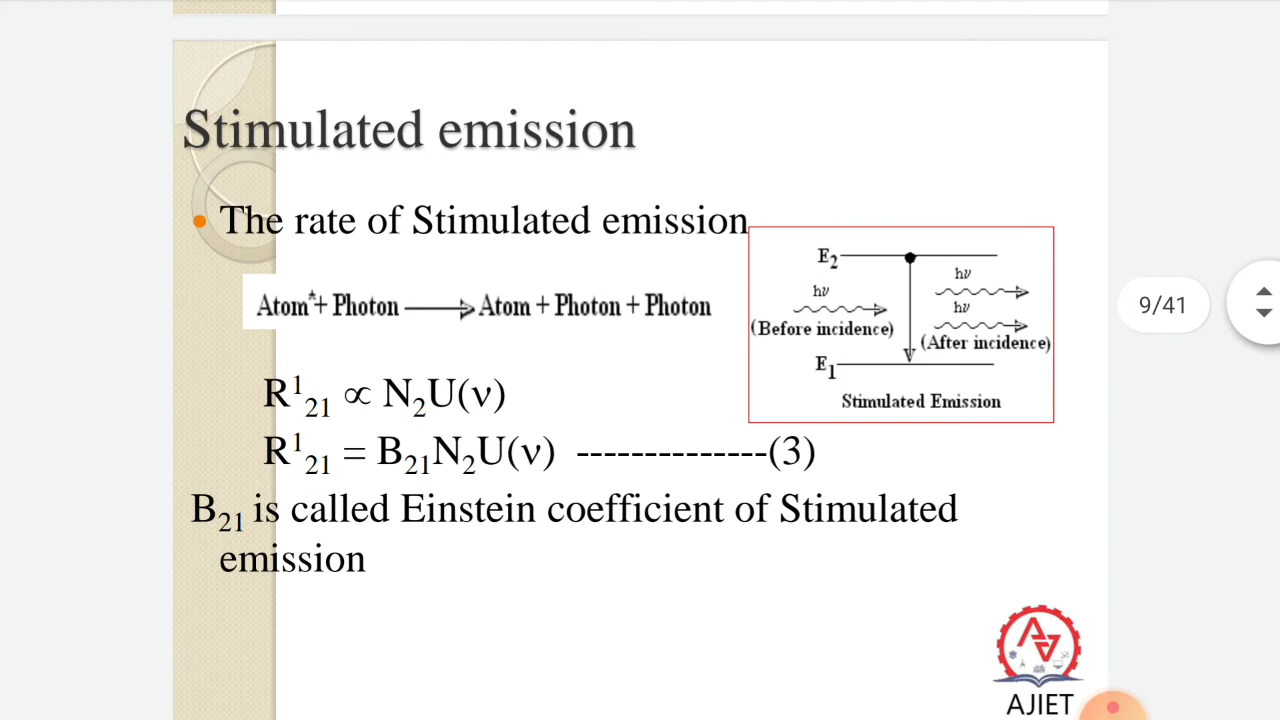 Stimulated emission
• The rate of Stimulated emission
Atom*+ Photon ⟶ Atom + Photon + Photon
E₂
hν
hν
hν
(Before incidence)
(After incidence)
E₁
Stimulated Emission
R¹₂₁ ∝ N₂U(ν)
R¹₂₁ = B₂₁N₂U(ν) --------------(3)
B₂₁ is called Einstein coefficient of Stimulated
emission
9/41
AJIET